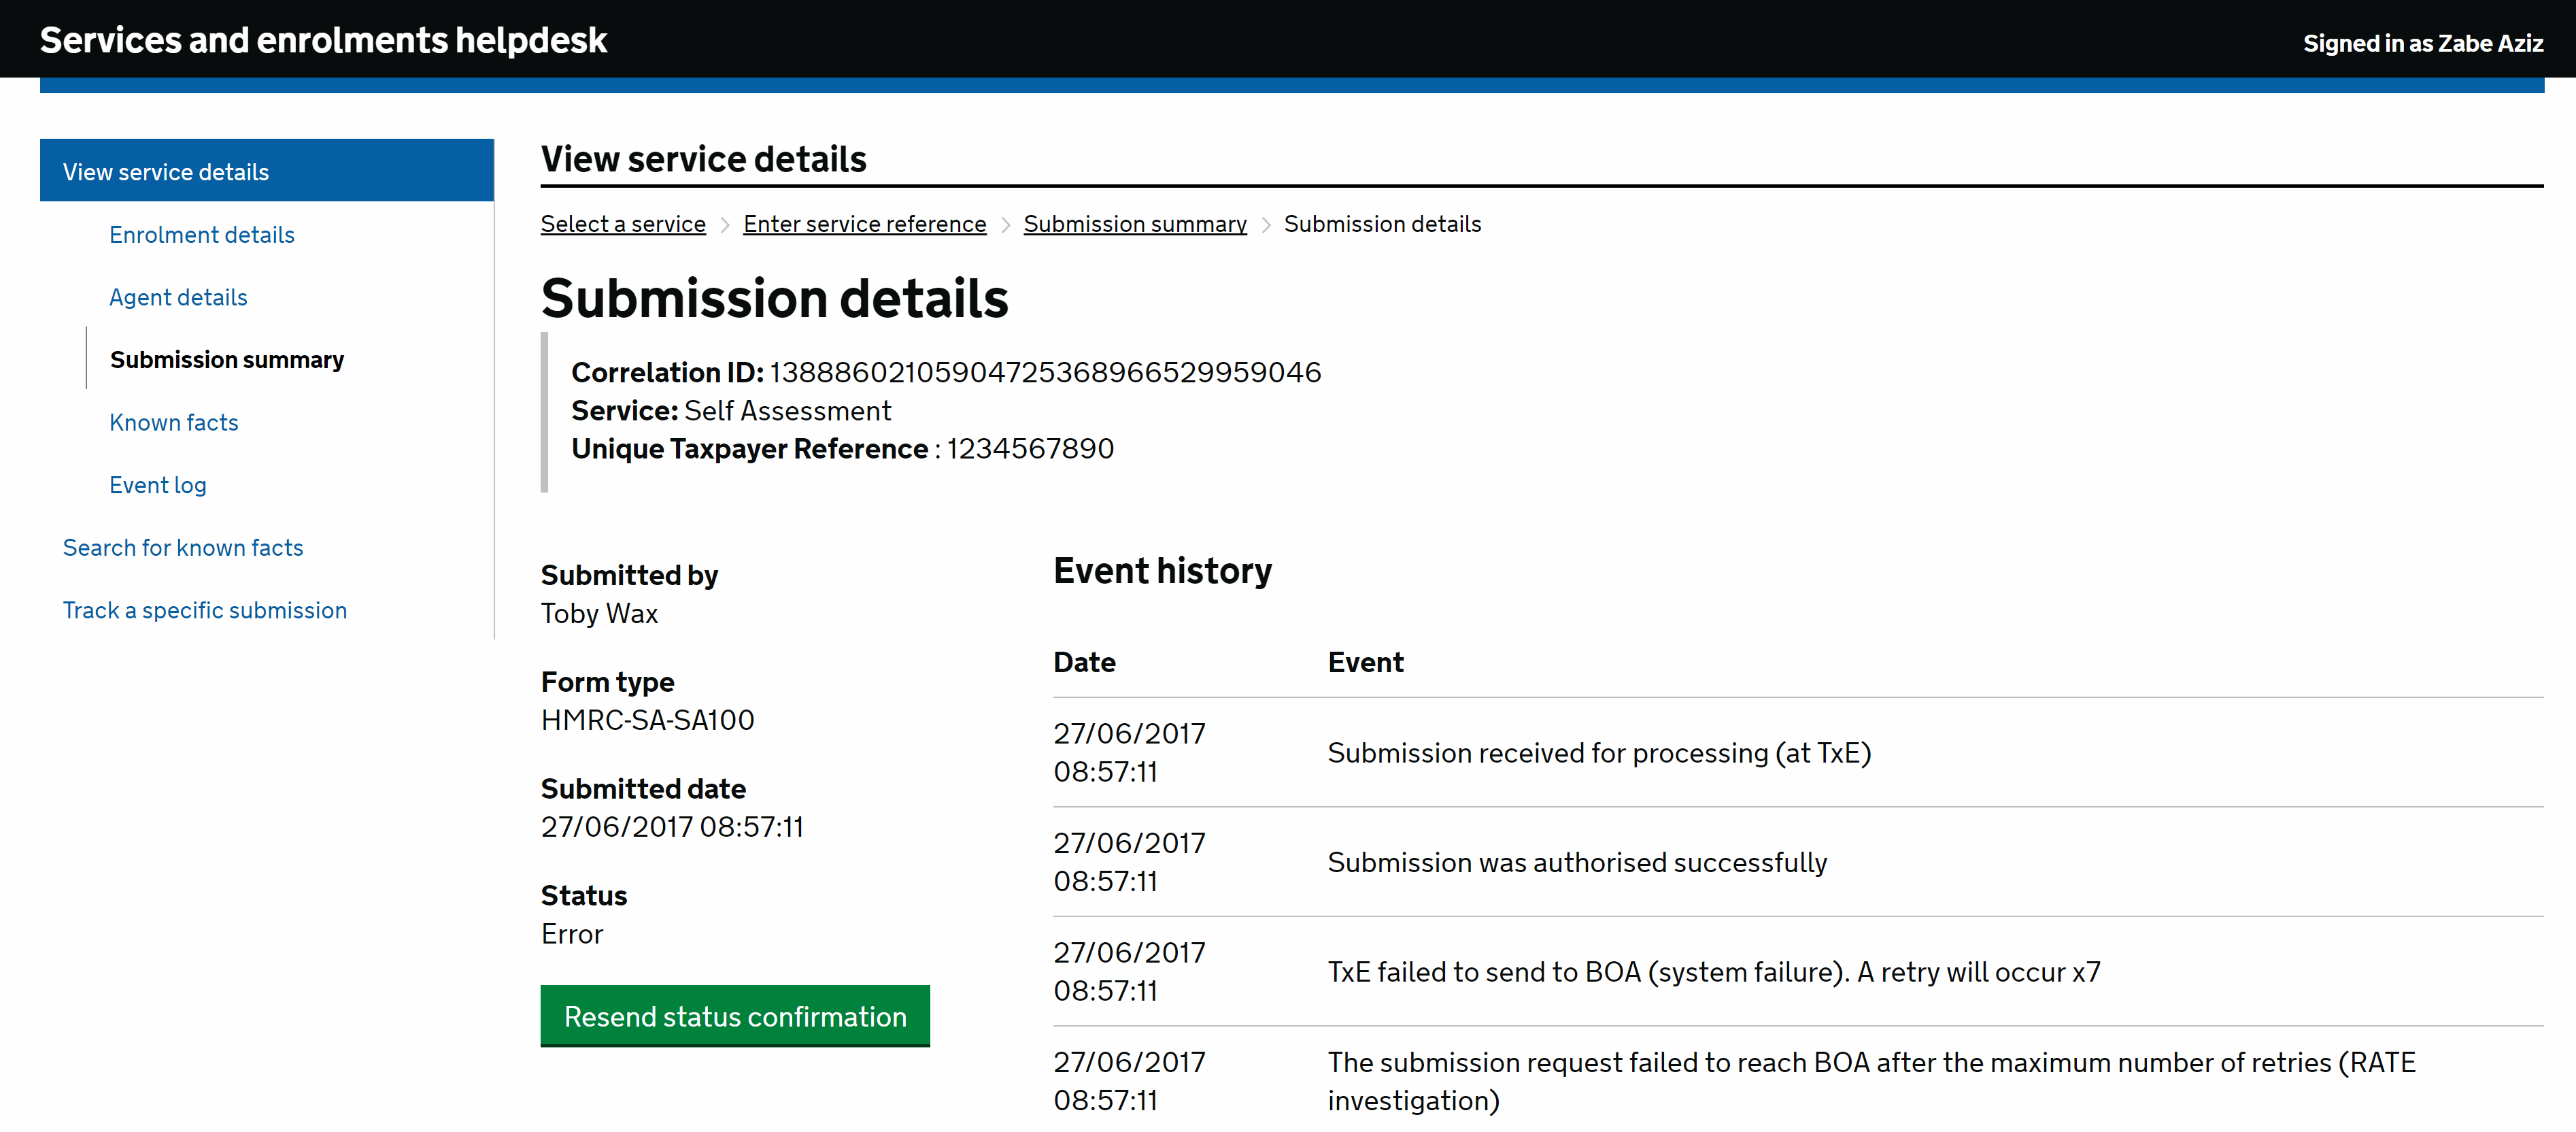 Services and enrolments helpdesk
Signed in as Zabe Aziz
View service details
Enrolment details
Agent details
Submission summary
Known facts
Event log
Search for known facts
Track a specific submission
View service details
Select a service > Enter service reference > Submission summary > Submission details
Submission details
Correlation ID: 13888602105904725368966529959046
Service: Self Assessment
Unique Taxpayer Reference : 1234567890
Submitted by
Toby Wax
Form type
HMRC-SA-SA100
Submitted date
27/06/2017 08:57:11
Status
Error
Resend status confirmation
Event history
Date Event
27/06/2017
08:57:11
Submission received for processing (at TxE)
27/06/2017
08:57:11
Submission was authorised successfully
27/06/2017
08:57:11
TxE failed to send to BOA (system failure). A retry will occur x7
27/06/2017
08:57:11
The submission request failed to reach BOA after the maximum number of retries (RATE
investigation)